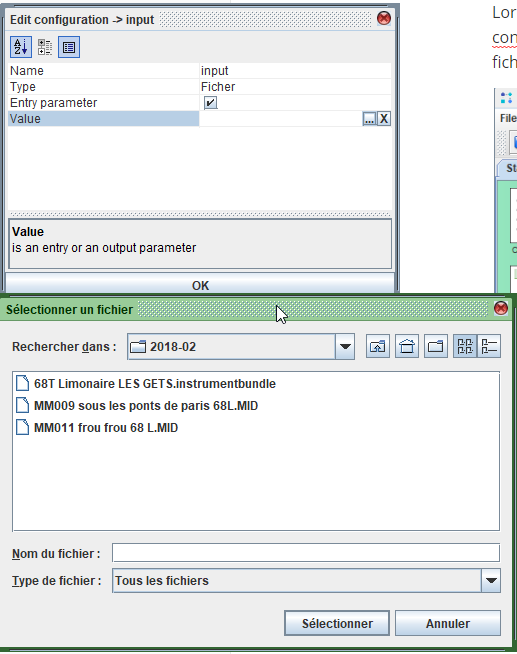 Edit configuration -> input
Name input
Type Ficher
Entry parameter
Value ... X
Value
is an entry or an output parameter
OK
Lor
con
fich
File
St
Sélectionner un fichier
Rechercher dans : 2018-02
68T Limonaire LES GETS.instrumentbundle
MM009 sous les ponts de paris 68L.MID
MM011 frou frou 68 L.MID
Nom du fichier :
Type de fichier : Tous les fichiers
Sélectionner Annuler